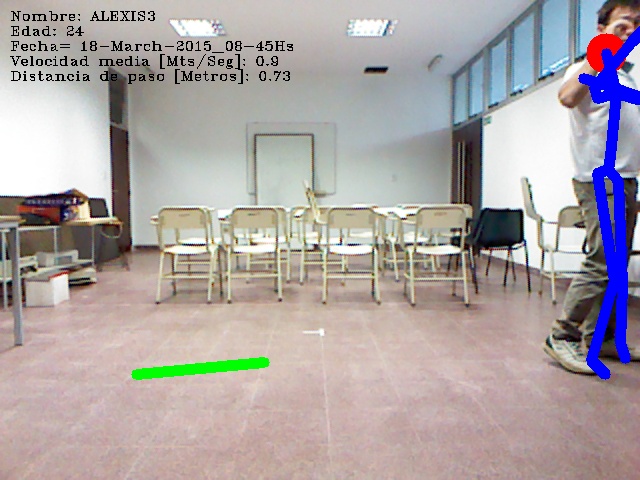 Nombre: ALEXIS3
Edad: 24
Fecha= 18-March-2015_08-45Hs
Velocidad media [Mts/Seg]: 0.9
Distancia de paso [Metros]: 0.73